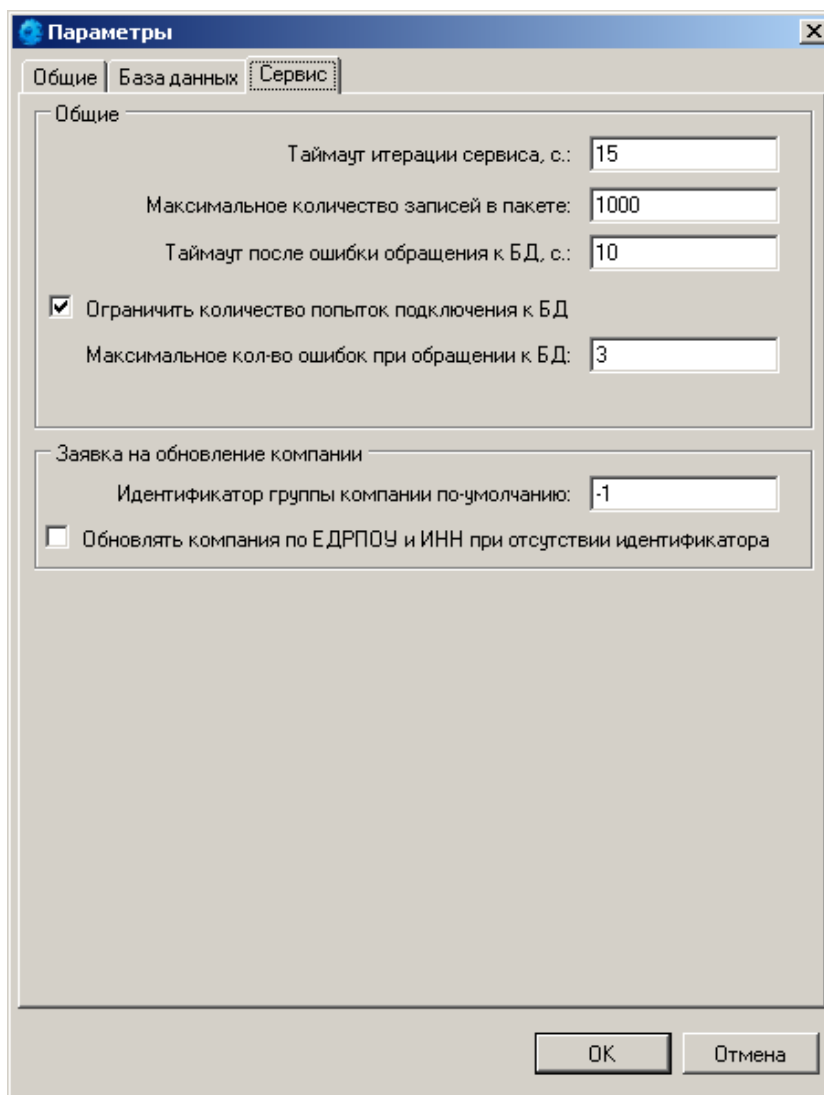 Параметры
Общие База данных Сервис
Общие
Таймаут итерации сервиса, с.: 15
Максимальное количество записей в пакете: 1000
Таймаут после ошибки обращения к БД, с.: 10
Ограничить количество попыток подключения к БД
Максимальное кол-во ошибок при обращении к БД: 3
Заявка на обновление компании
Идентификатор группы компании по-умолчанию: -1
Обновлять компания по ЕДРПОУ и ИНН при отсутствии идентификатора
ОК Отмена